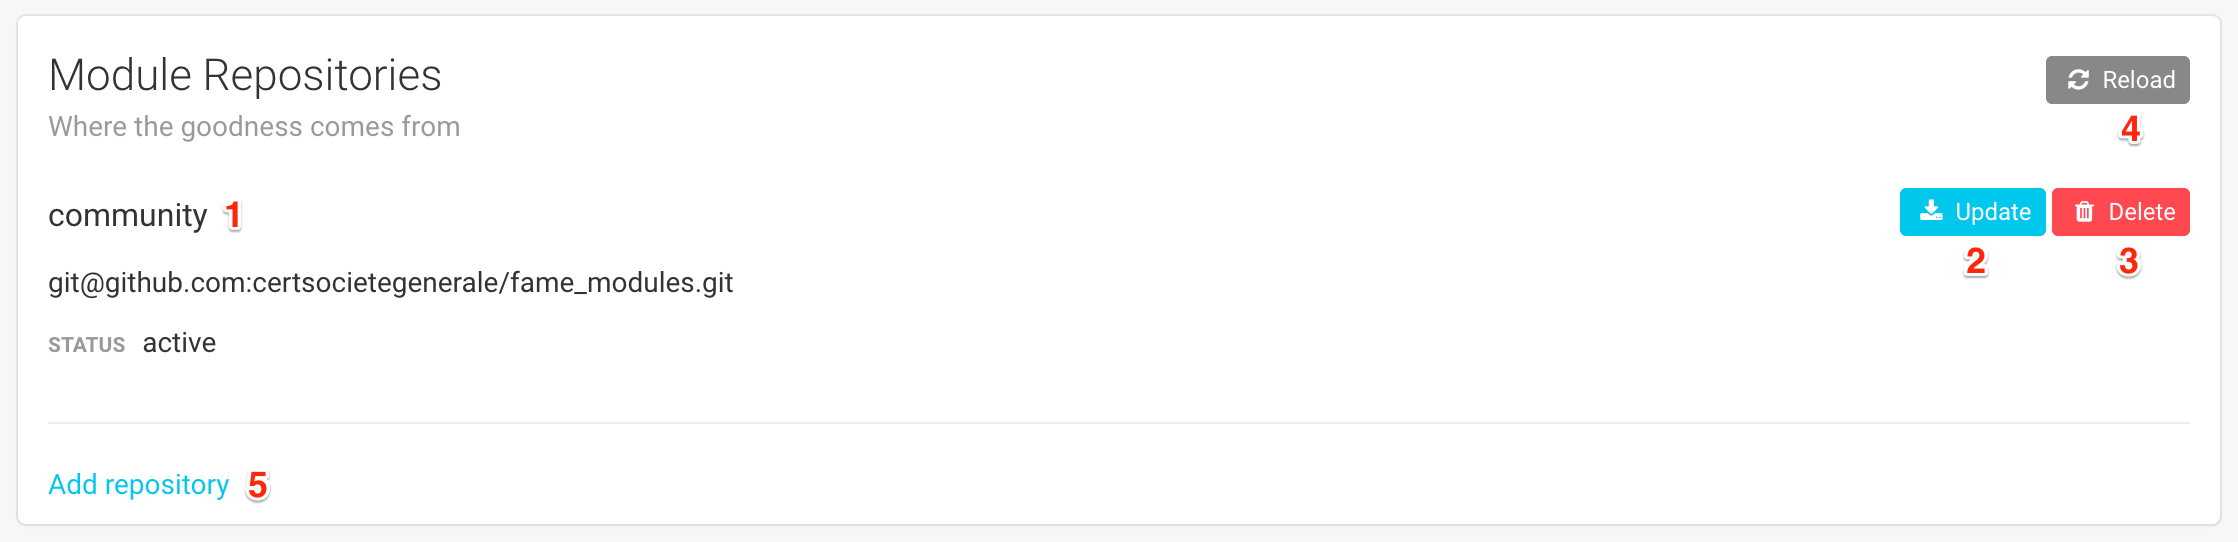 Module Repositories
Reload
Where the goodness comes from
4
community 1
Update
Delete
2
3
git@github.com:certsocietegenerale/fame_modules.git
STATUS active
Add repository 5